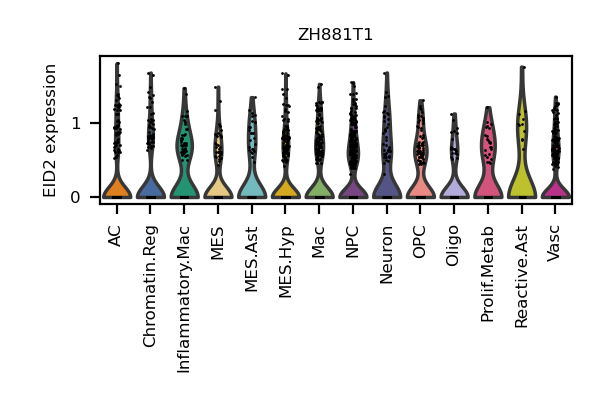 ZH881T1
EID2 expression
1
0
AC
Chromatin.Reg
Inflammatory.Mac
MES
MES.Ast
MES.Hyp
Mac
NPC
Neuron
OPC
Oligo
Prolif.Metab
Reactive.Ast
Vasc